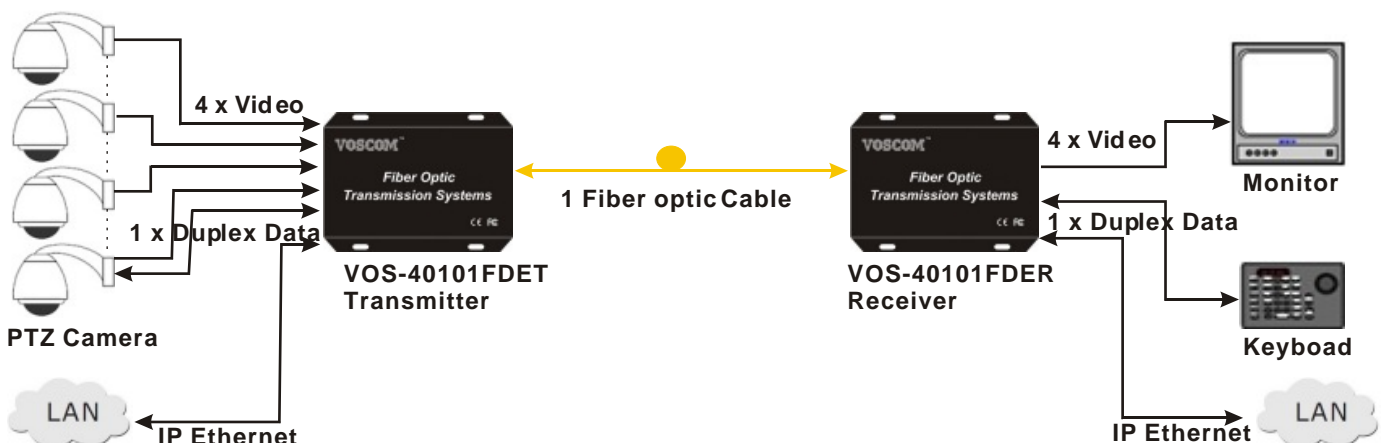 4 x Video
VOSCOM™
Fiber Optic
Transmission Systems
CE FC
1 x Duplex Data
VOS-40101FDET
Transmitter
PTZ Camera
LAN
IP Ethernet
1 Fiber optic Cable
VOSCOM™
Fiber Optic
Transmission Systems
CE FC
VOS-40101FDER
Receiver
4 x Video
Monitor
1 x Duplex Data
Keyboad
IP Ethernet
LAN